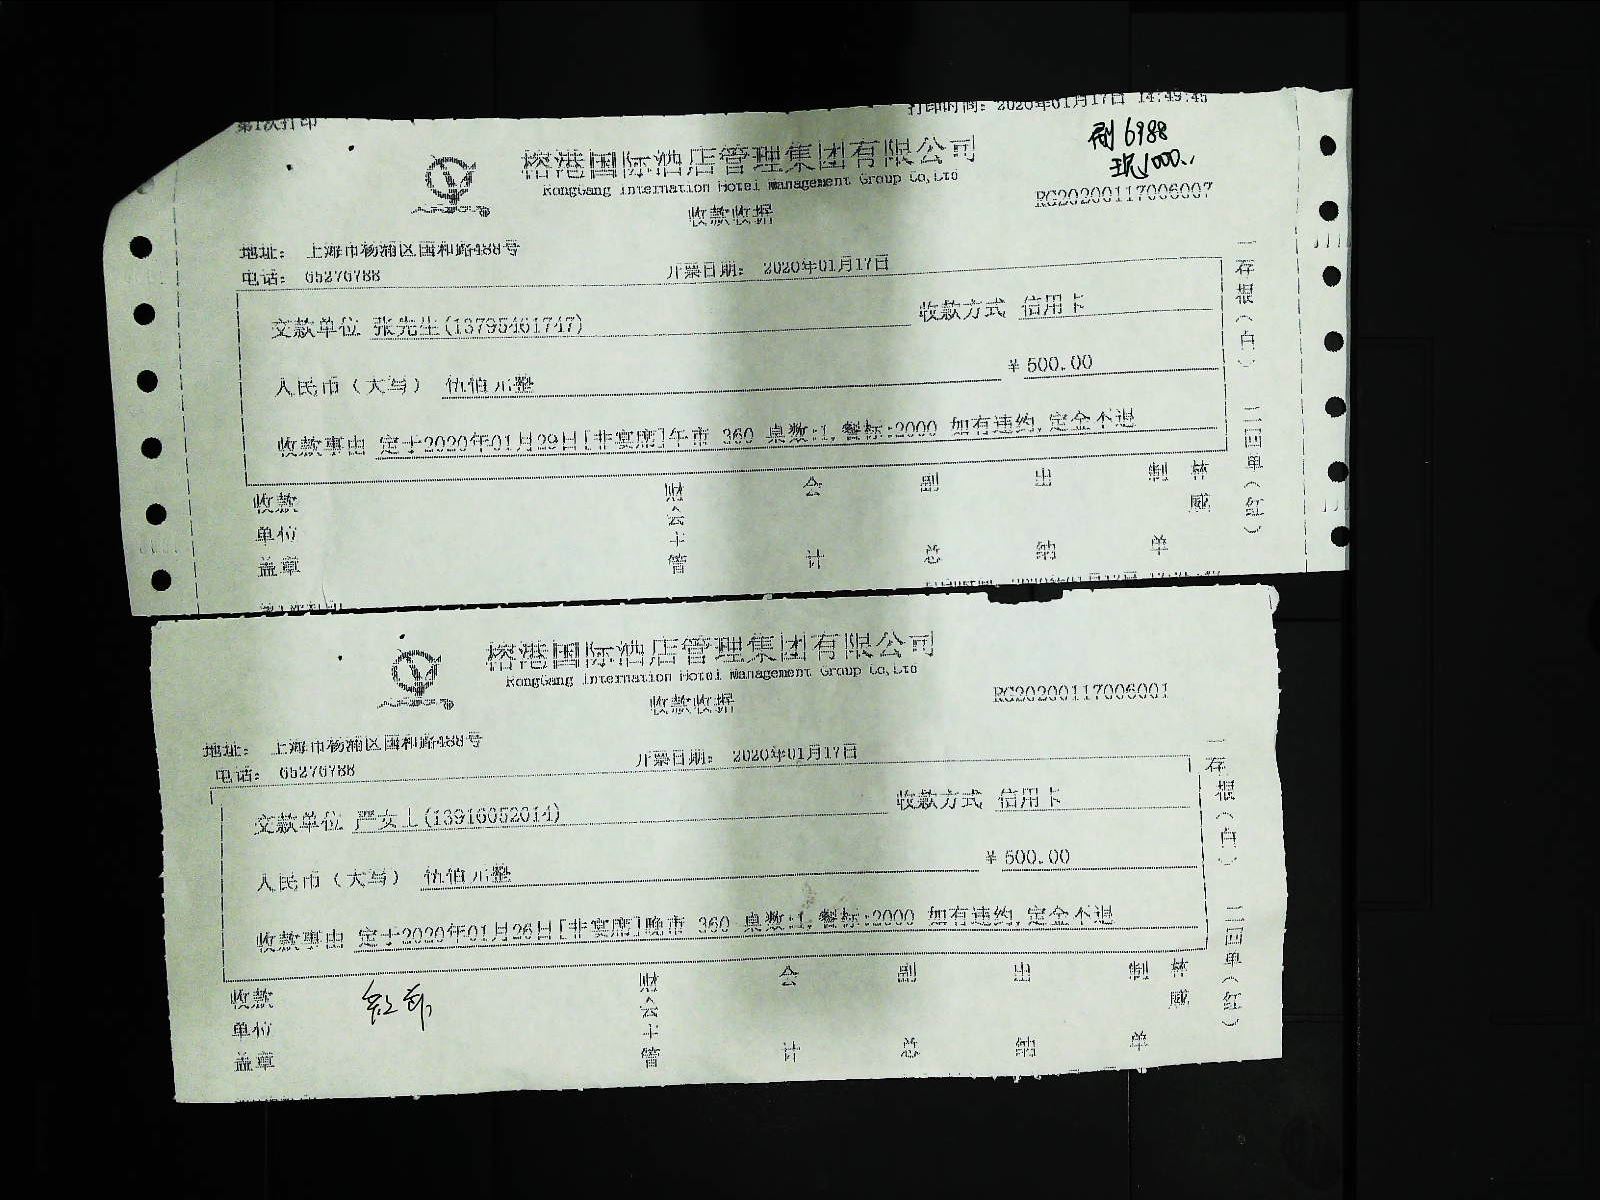 第1次打印
打印时间: 2020年01月17日 14:49:45
刷 6988
现1000..
榕港国际酒店管理集团有限公司
RongGang Internation Hotel Management Group Co,Ltd
收款收据
RG20200117006007
地址: 上海市杨浦区国和路488号
电话: 65276788
开票日期: 2020年01月17日
交款单位 张先生(13795461747)
收款方式 信用卡
人民币（大写） 伍佰元整
¥ 500.00
收款事由 定于2020年01月29日[非宴席]午市 360 桌数:1,餐标:2000 如有违约,定金不退
一存根（白） 二回单（红）
收款单位盖章
财会主管
会计
副总
出纳
制单
第1次打印
榕港国际酒店管理集团有限公司
RongGang Internation Hotel Management Group Co,Ltd
收款收据
RG20200117006001
地址: 上海市杨浦区国和路488号
电话: 65276788
开票日期: 2020年01月17日
交款单位 严女士(13916052014)
收款方式 信用卡
人民币（大写） 伍佰元整
¥ 500.00
收款事由 定于2020年01月26日[非宴席]晚市 360 桌数:1,餐标:2000 如有违约,定金不退
一存根（白） 二回单（红）
收款单位盖章
财会主管
会计
副总
出纳
制单